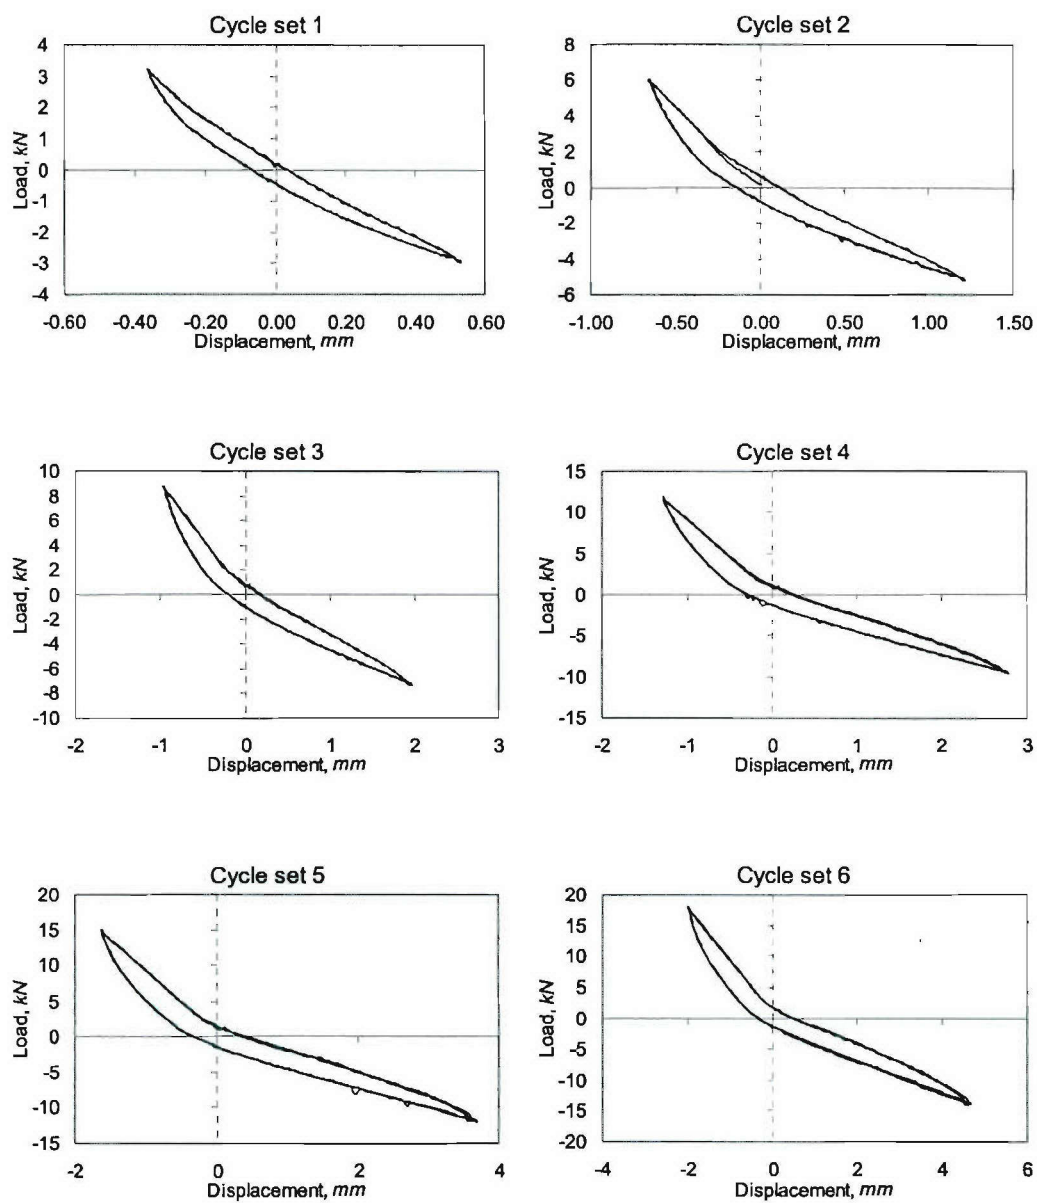 Cycle set 1
4
3
2
1
0
-1
-2
-3
-4
Load, kN
-0.60 -0.40 -0.20 0.00 0.20 0.40 0.60
Displacement, mm
Cycle set 2
8
6
4
2
0
-2
-4
-6
Load, kN
-1.00 -0.50 0.00 0.50 1.00 1.50
Displacement, mm
Cycle set 3
10
8
6
4
2
0
-2
-4
-6
-8
-10
Load, kN
-2 -1 0 1 2 3
Displacement, mm
Cycle set 4
15
10
5
0
-5
-10
-15
Load, kN
-2 -1 0 1 2 3
Displacement, mm
Cycle set 5
20
15
10
5
0
-5
-10
-15
Load, kN
-2 0 2 4
Displacement, mm
Cycle set 6
20
15
10
5
0
-5
-10
-15
-20
Load, kN
-4 -2 0 2 4 6
Displacement, mm